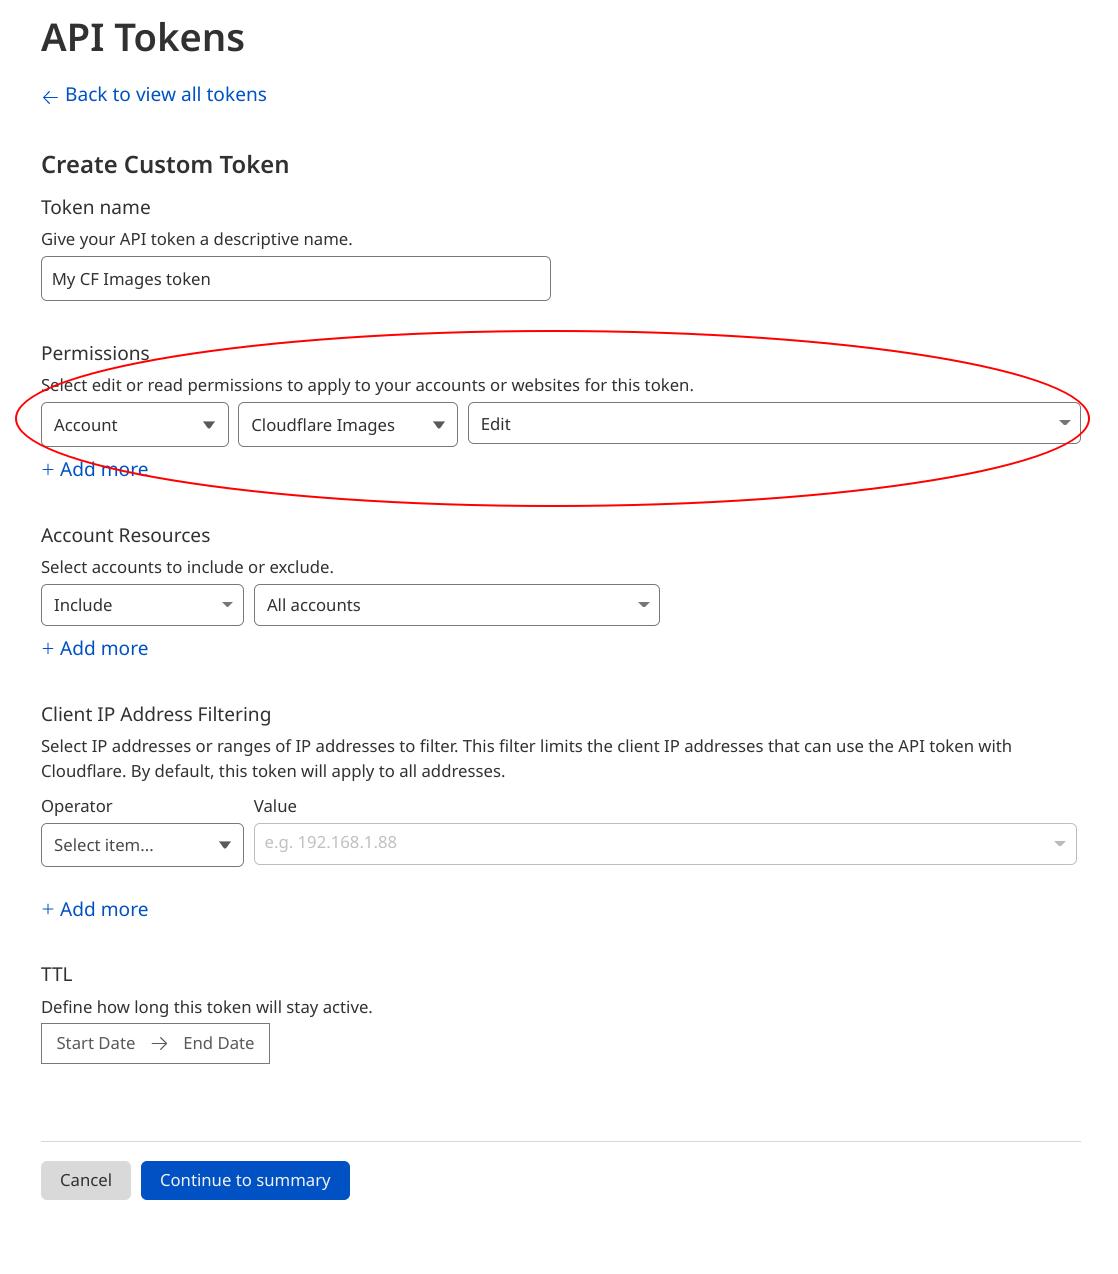 API Tokens
← Back to view all tokens
Create Custom Token
Token name
Give your API token a descriptive name.
My CF Images token
Permissions
Select edit or read permissions to apply to your accounts or websites for this token.
Account Cloudflare Images Edit
+ Add more
Account Resources
Select accounts to include or exclude.
Include All accounts
+ Add more
Client IP Address Filtering
Select IP addresses or ranges of IP addresses to filter. This filter limits the client IP addresses that can use the API token with
Cloudflare. By default, this token will apply to all addresses.
Operator Value
Select item... e.g. 192.168.1.88
+ Add more
TTL
Define how long this token will stay active.
Start Date → End Date
Cancel Continue to summary